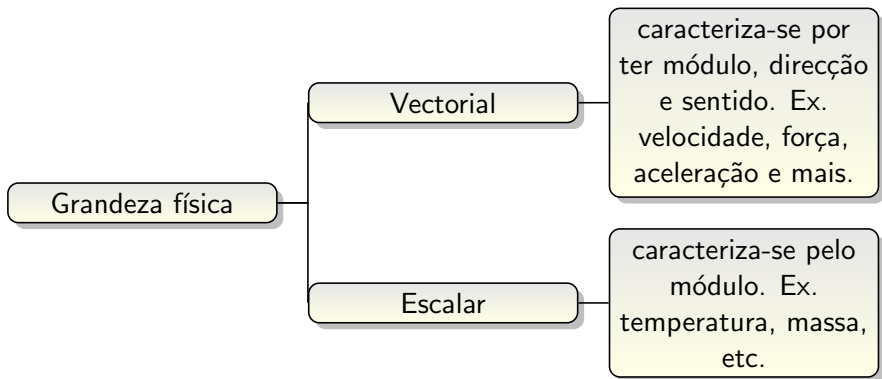 Grandeza física
Vectorial
caracteriza-se por
ter módulo, direcção
e sentido. Ex.
velocidade, força,
aceleração e mais.
Escalar
caracteriza-se pelo
módulo. Ex.
temperatura, massa,
etc.